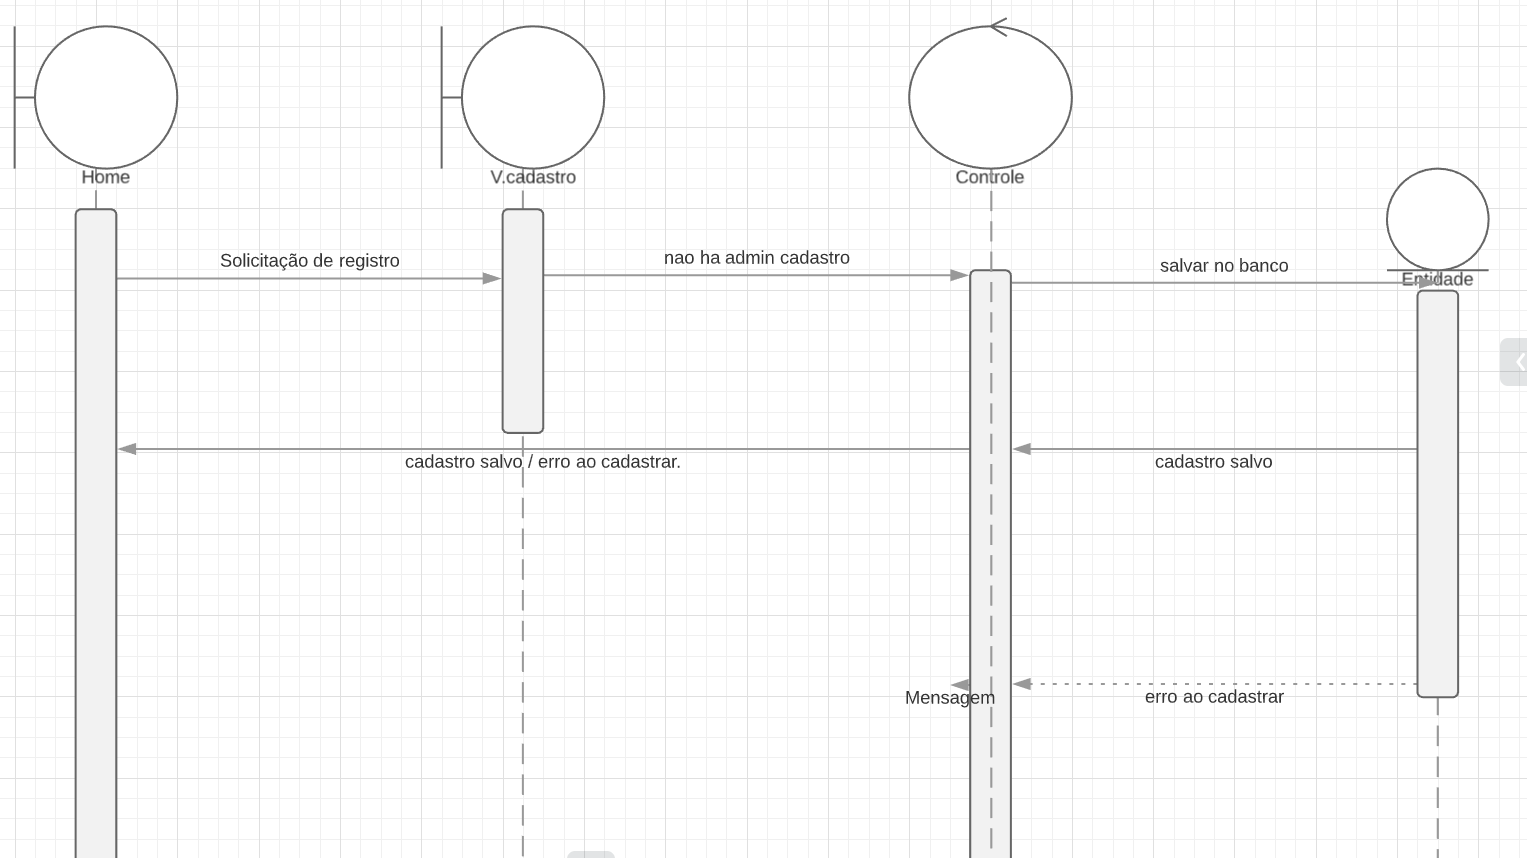 Home
V.cadastro
Controle
Entidade
Solicitação de registro
nao ha admin cadastro
salvar no banco
cadastro salvo / erro ao cadastrar.
cadastro salvo
Mensagem
erro ao cadastrar